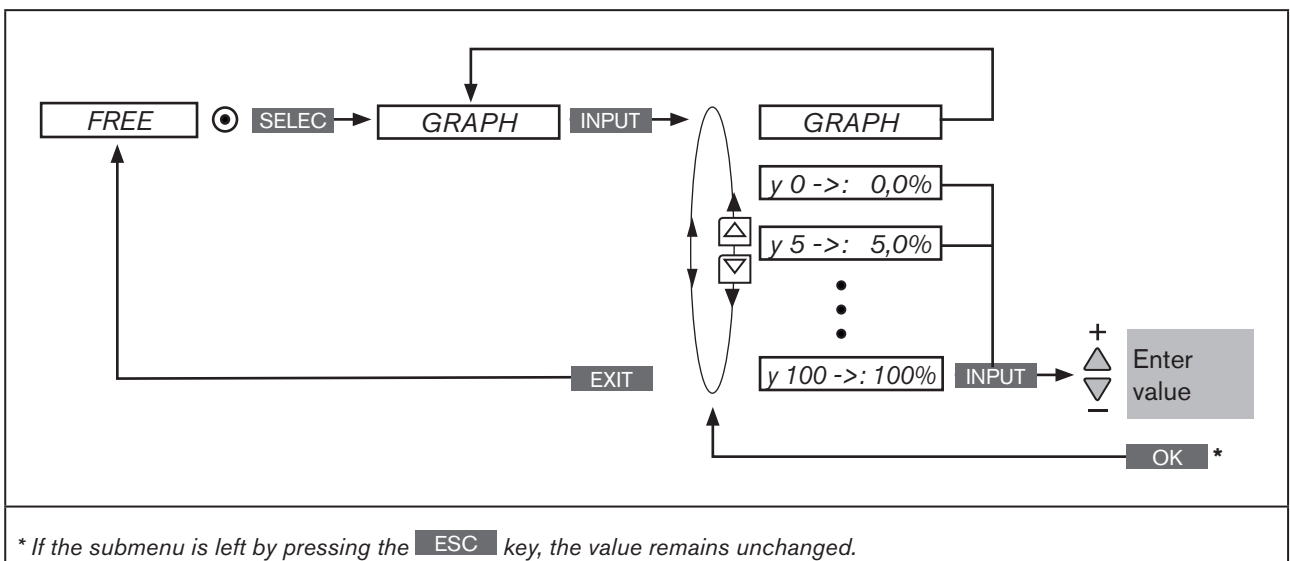 FREE SELEC GRAPH INPUT GRAPH
y 0 ->: 0,0%
y 5 ->: 5,0%
y 100 ->: 100% INPUT + − Enter value
EXIT
OK *
* If the submenu is left by pressing the ESC key, the value remains unchanged.